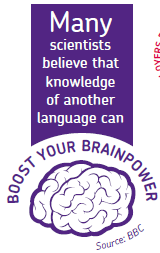 Many
scientists
believe that
knowledge
of another
language can
BOOST YOUR BRAINPOWER
Source: BBC